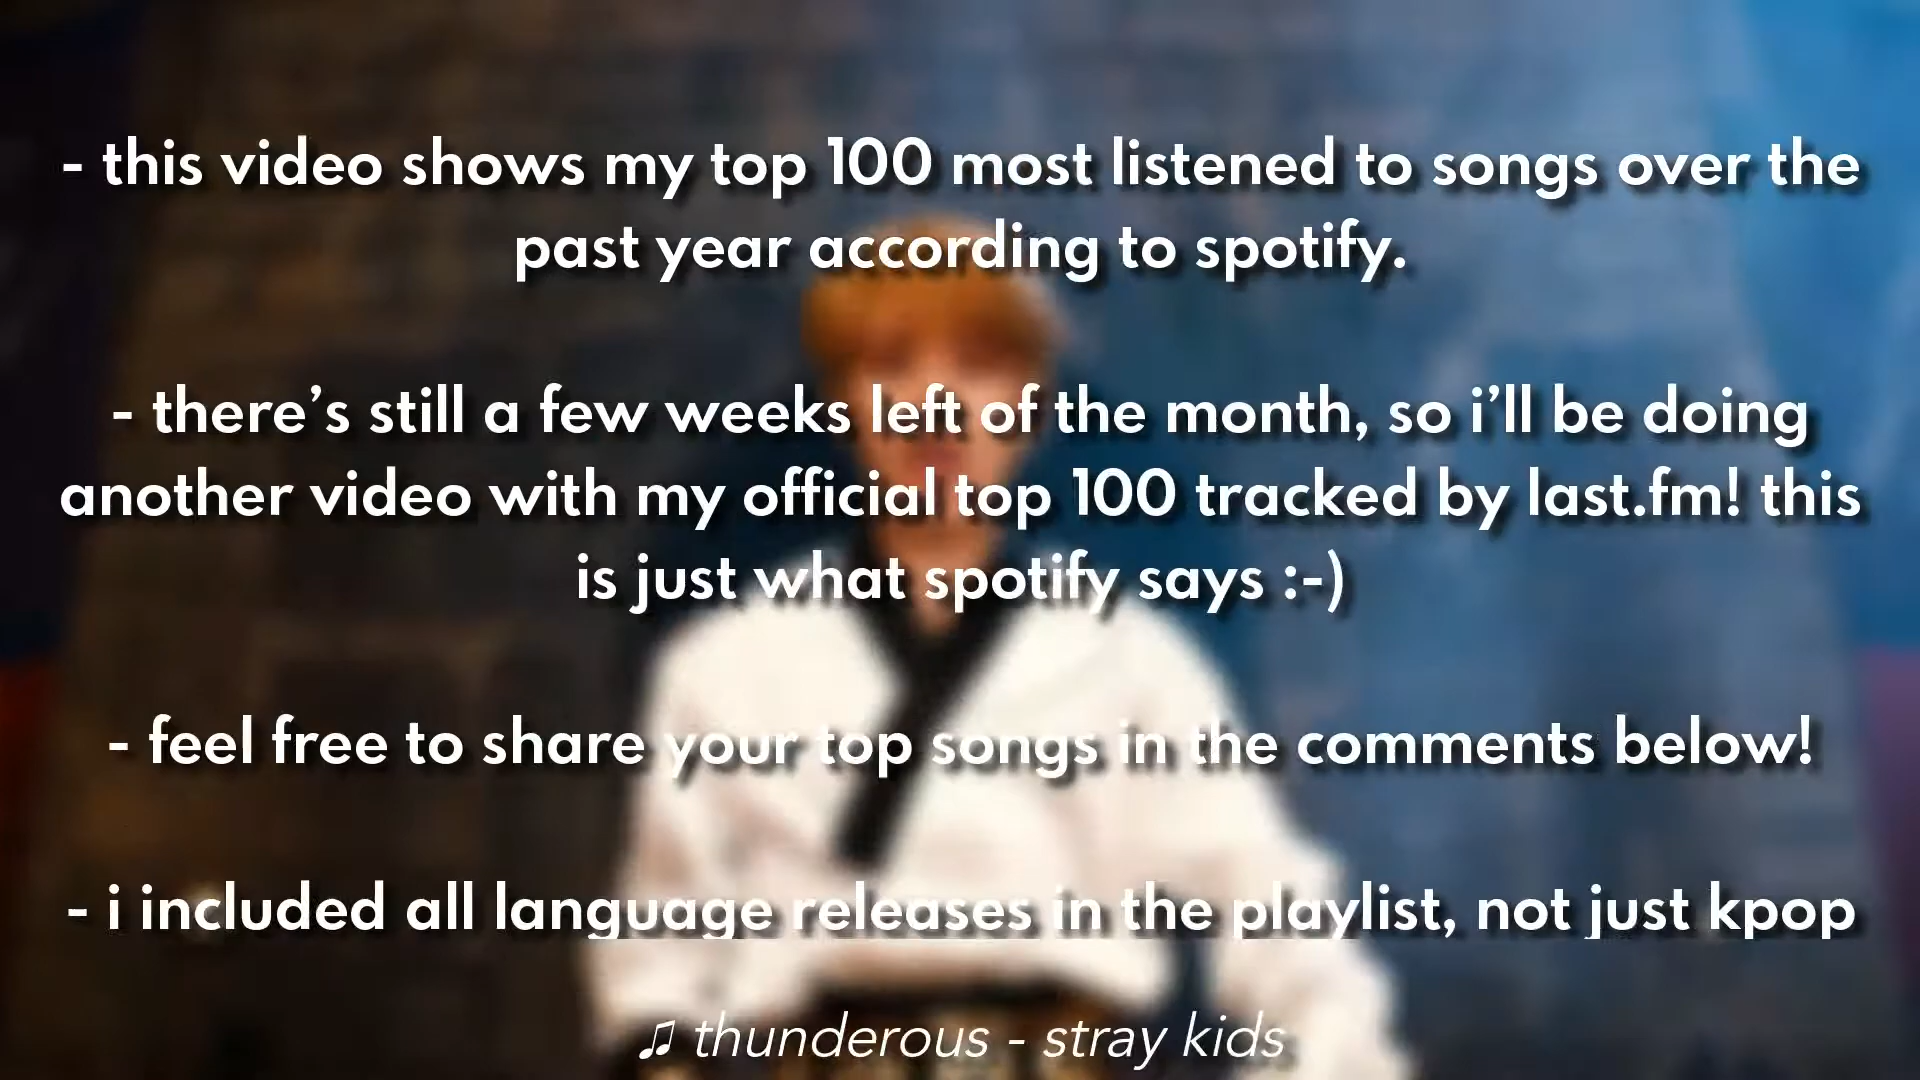 - this video shows my top 100 most listened to songs over the
past year according to spotify.
- there’s still a few weeks left of the month, so i’ll be doing
another video with my official top 100 tracked by last.fm! this
is just what spotify says :-)
- feel free to share your top songs in the comments below!
- i included all language releases in the playlist, not just kpop
♫ thunderous - stray kids